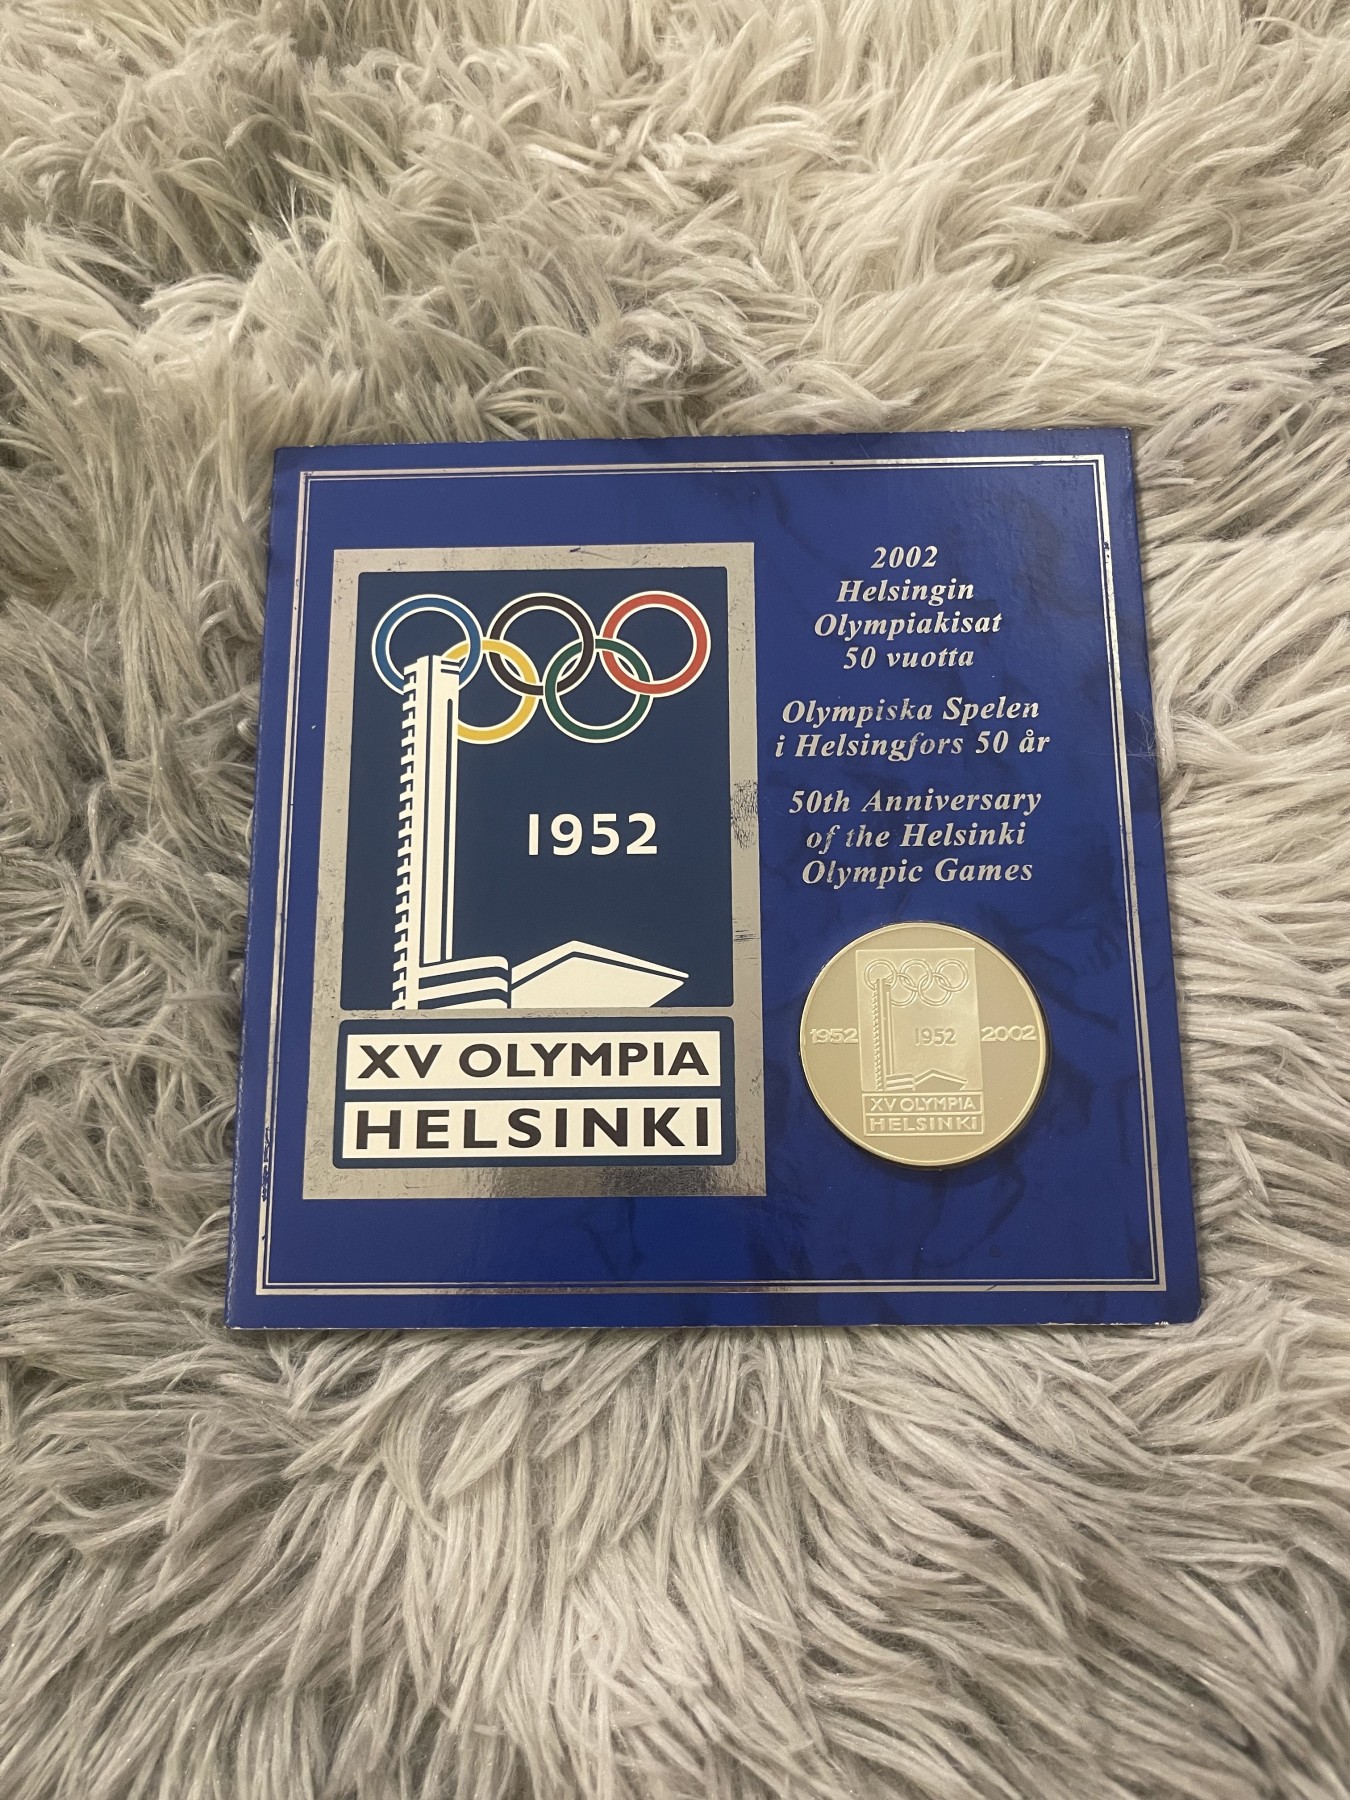 2002
Helsingin
Olympiakisat
50 vuotta
Olympiska Spelen
i Helsingfors 50 år
50th Anniversary
of the Helsinki
Olympic Games
1952
XV OLYMPIA
HELSINKI
1952
1952
2002
XV OLYMPIA
HELSINKI